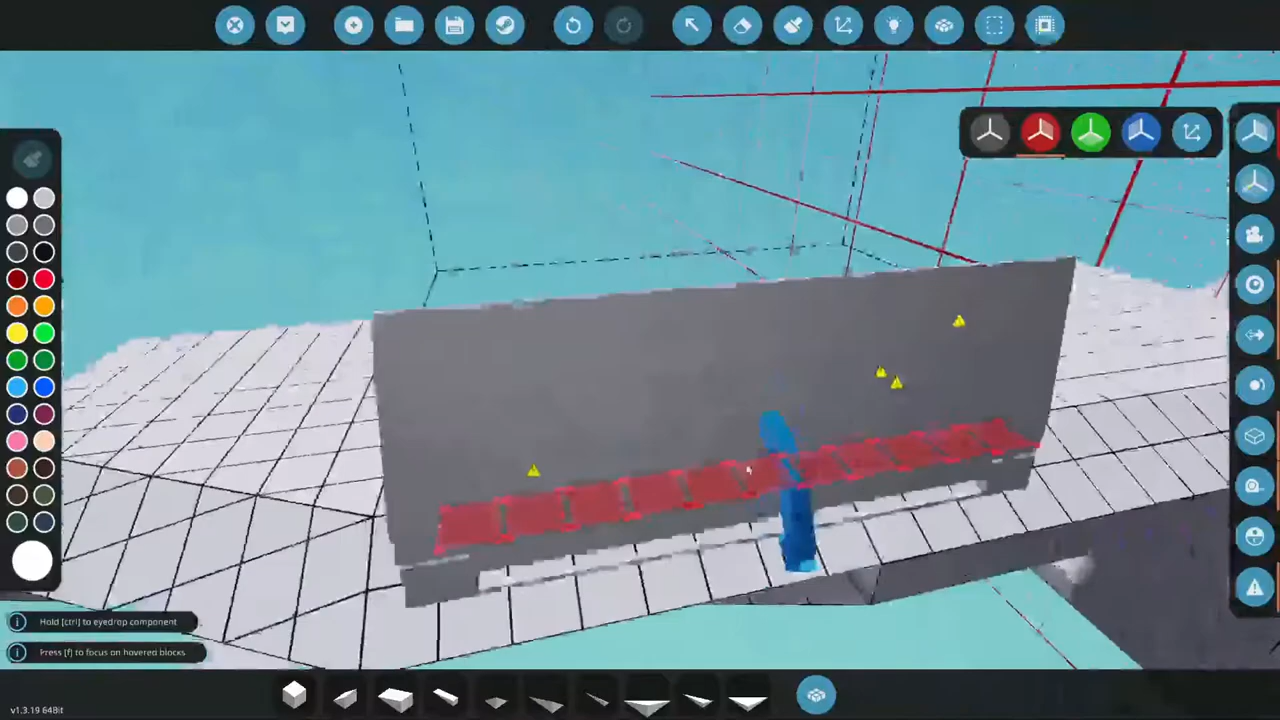 Hold [ctrl] to eyedrop component
Press [f] to focus on hovered blocks
v1.3.19 64Bit